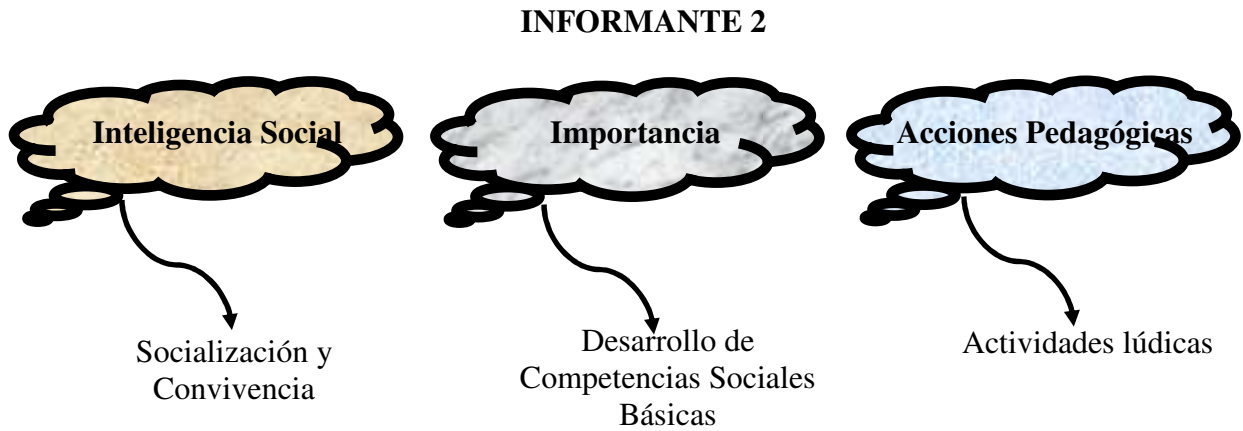 INFORMANTE 2
Inteligencia Social
Importancia
Acciones Pedagógicas
Socialización y
Convivencia
Desarrollo de
Competencias Sociales
Básicas
Actividades lúdicas